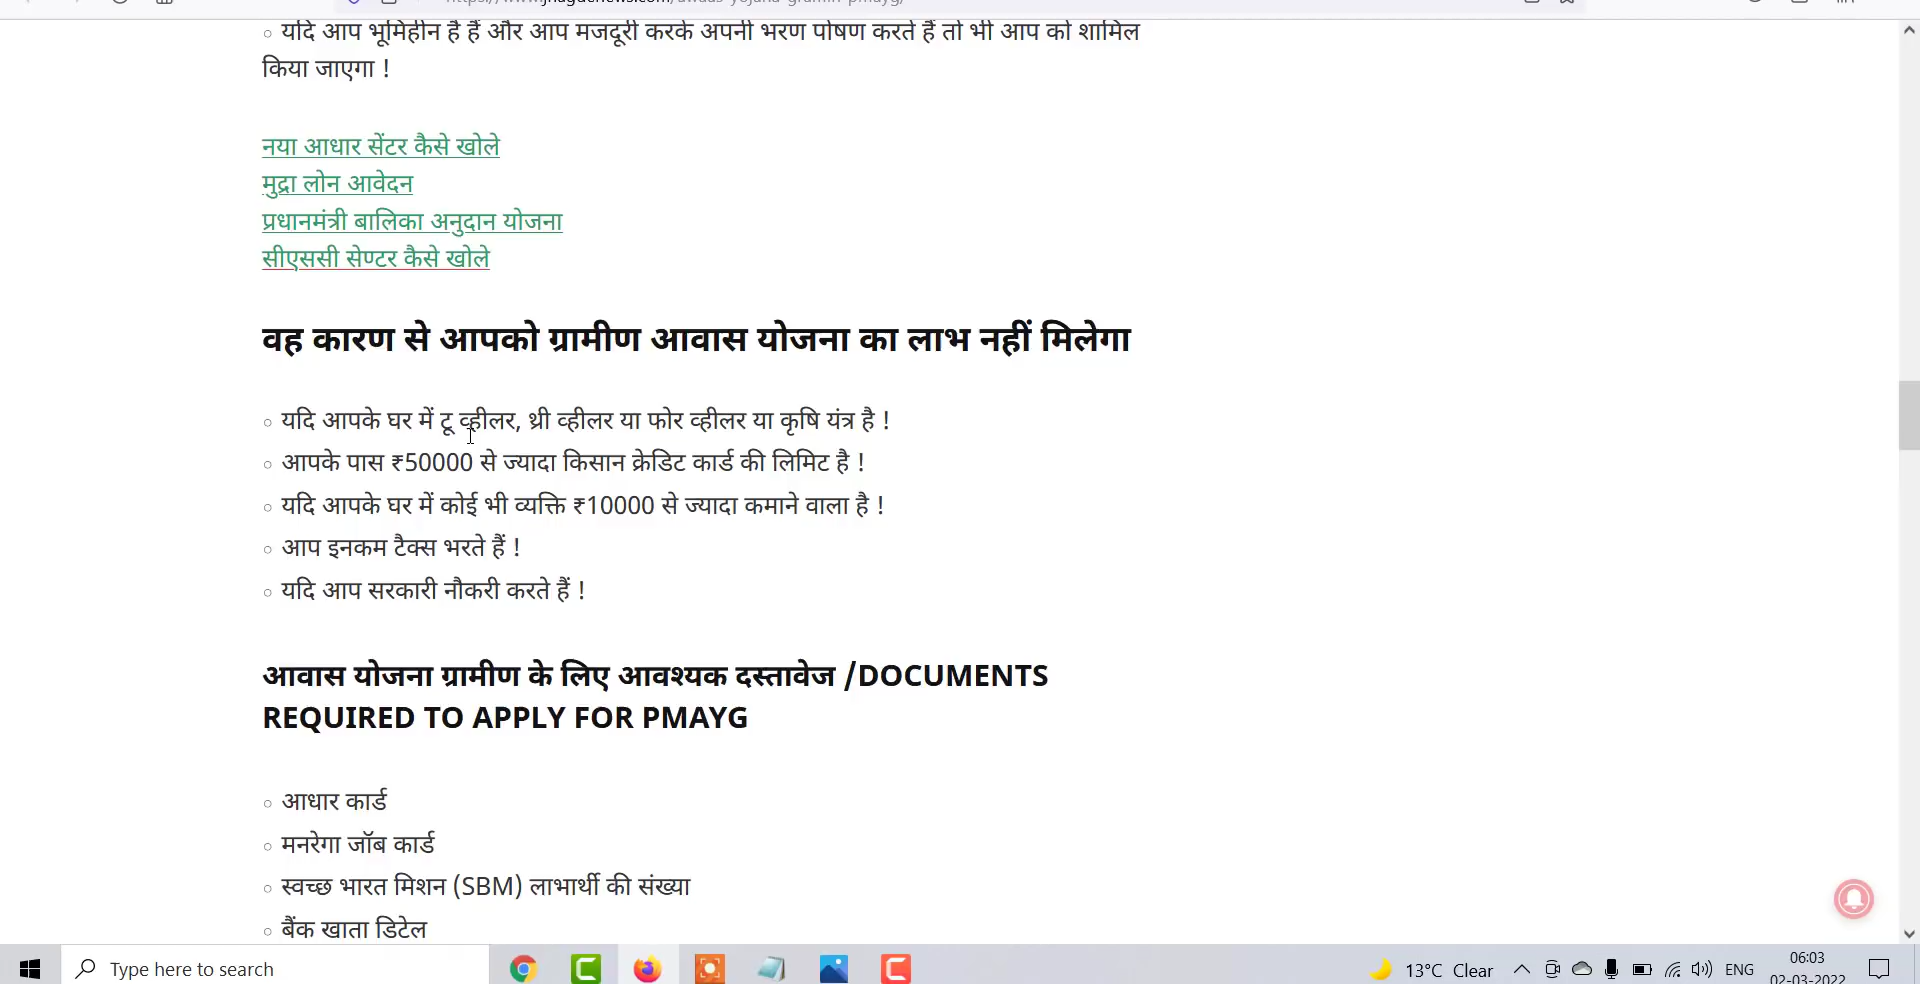 यदि आप भूमिहीन है हैं और आप मजदूरी करके अपनी भरण पोषण करते हैं तो भी आप को शामिल
किया जाएगा !
नया आधार सेंटर कैसे खोले
मुद्रा लोन आवेदन
प्रधानमंत्री बालिका अनुदान योजना
सीएससी सेण्टर कैसे खोले
वह कारण से आपको ग्रामीण आवास योजना का लाभ नहीं मिलेगा
यदि आपके घर में टू व्हीलर, थ्री व्हीलर या फोर व्हीलर या कृषि यंत्र है !
आपके पास ₹50000 से ज्यादा किसान क्रेडिट कार्ड की लिमिट है !
यदि आपके घर में कोई भी व्यक्ति ₹10000 से ज्यादा कमाने वाला है !
आप इनकम टैक्स भरते हैं !
यदि आप सरकारी नौकरी करते हैं !
आवास योजना ग्रामीण के लिए आवश्यक दस्तावेज /DOCUMENTS
REQUIRED TO APPLY FOR PMAYG
आधार कार्ड
मनरेगा जॉब कार्ड
स्वच्छ भारत मिशन (SBM) लाभार्थी की संख्या
बैंक खाता डिटेल
Type here to search
13°C Clear
ENG
06:03
02-03-2022